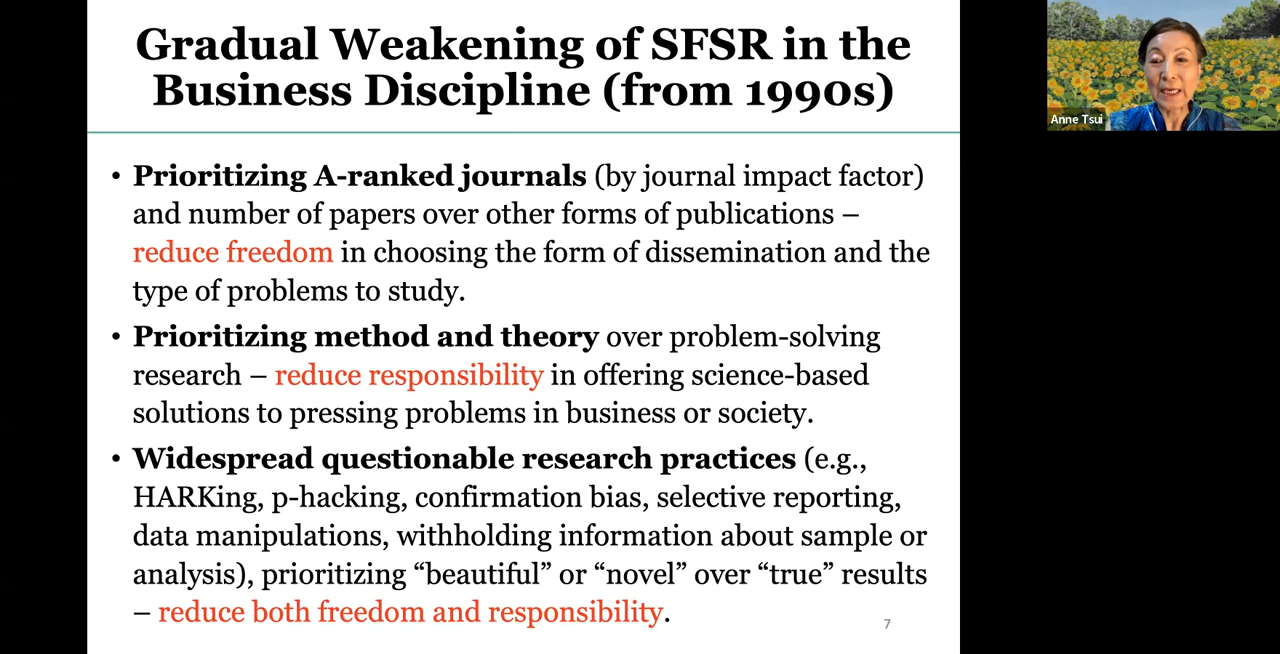 Gradual Weakening of SFSR in the
Business Discipline (from 1990s)
Anne Tsui
• Prioritizing A-ranked journals (by journal impact factor)
and number of papers over other forms of publications –
reduce freedom in choosing the form of dissemination and the
type of problems to study.
• Prioritizing method and theory over problem-solving
research – reduce responsibility in offering science-based
solutions to pressing problems in business or society.
• Widespread questionable research practices (e.g.,
HARKing, p-hacking, confirmation bias, selective reporting,
data manipulations, withholding information about sample or
analysis), prioritizing “beautiful” or “novel” over “true” results
– reduce both freedom and responsibility.
7